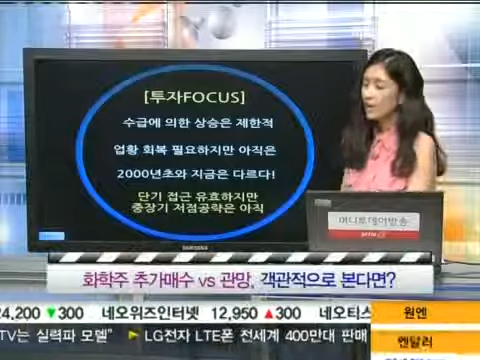 [투자FOCUS]
수급에 의한 상승은 제한적
업황 회복 필요하지만 아직은
2000년초와 지금은 다르다!
단기 접근 유효하지만
중장기 저점공략은 아직
SAMSUNG
머니투데이방송
화학주 추가매수 vs 관망, 객관적으로 본다면?
24,200 ▼300 네오위즈인터넷 12,950 ▲300 네오티스
TV는 실력파 모델" ▶ LG전자 LTE폰 전세계 400만대 판매
원엔
엔달러